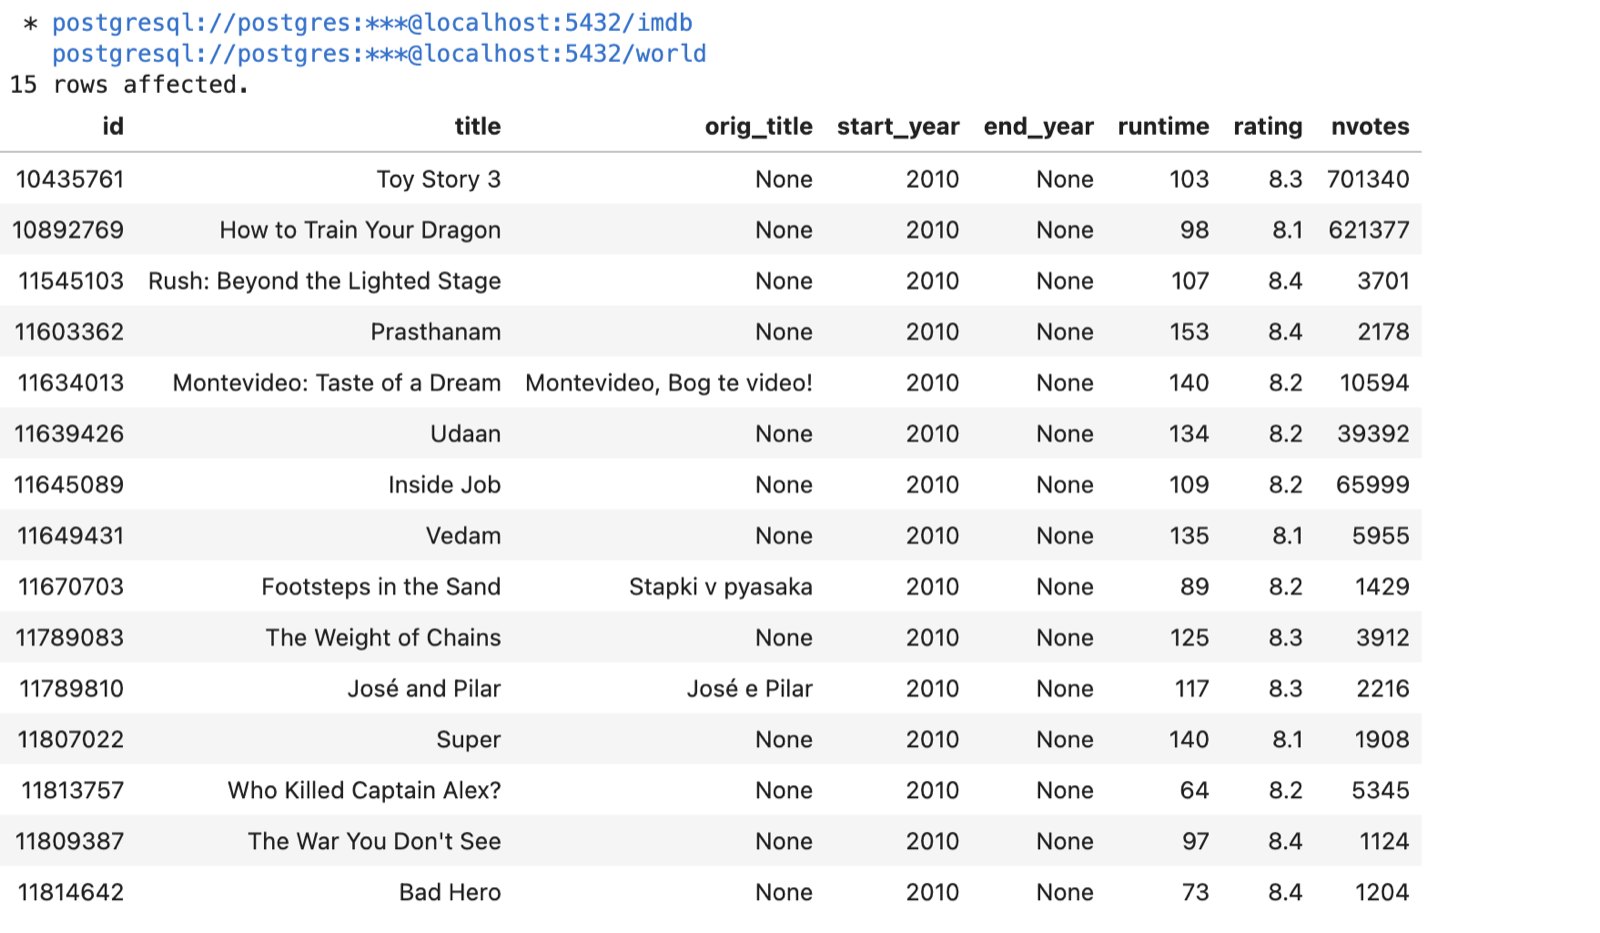 * postgresql://postgres:***@localhost:5432/imdb
postgresql://postgres:***@localhost:5432/world
15 rows affected.
id title orig_title start_year end_year runtime rating nvotes
10435761 Toy Story 3 None 2010 None 103 8.3 701340
10892769 How to Train Your Dragon None 2010 None 98 8.1 621377
11545103 Rush: Beyond the Lighted Stage None 2010 None 107 8.4 3701
11603362 Prasthanam None 2010 None 153 8.4 2178
11634013 Montevideo: Taste of a Dream Montevideo, Bog te video! 2010 None 140 8.2 10594
11639426 Udaan None 2010 None 134 8.2 39392
11645089 Inside Job None 2010 None 109 8.2 65999
11649431 Vedam None 2010 None 135 8.1 5955
11670703 Footsteps in the Sand Stapki v pyasaka 2010 None 89 8.2 1429
11789083 The Weight of Chains None 2010 None 125 8.3 3912
11789810 José and Pilar José e Pilar 2010 None 117 8.3 2216
11807022 Super None 2010 None 140 8.1 1908
11813757 Who Killed Captain Alex? None 2010 None 64 8.2 5345
11809387 The War You Don't See None 2010 None 97 8.4 1124
11814642 Bad Hero None 2010 None 73 8.4 1204